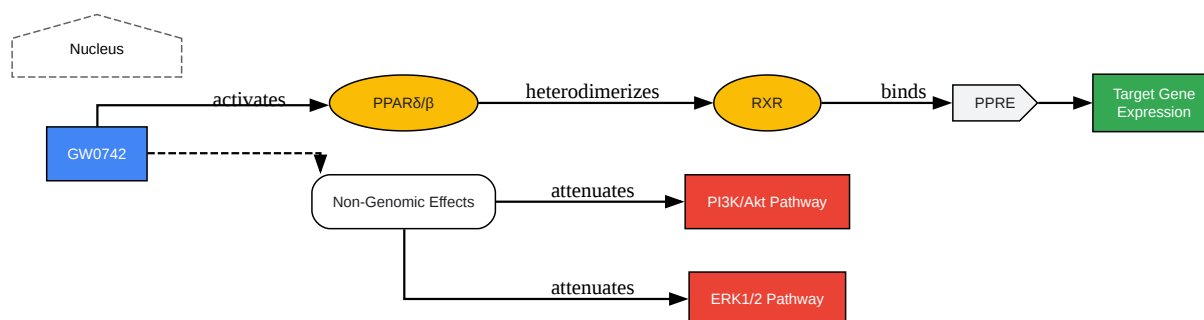 Nucleus
activates
PPARδ/β
heterodimerizes
RXR
binds
PPRE
Target Gene
Expression
GW0742
Non-Genomic Effects
attenuates
PI3K/Akt Pathway
attenuates
ERK1/2 Pathway